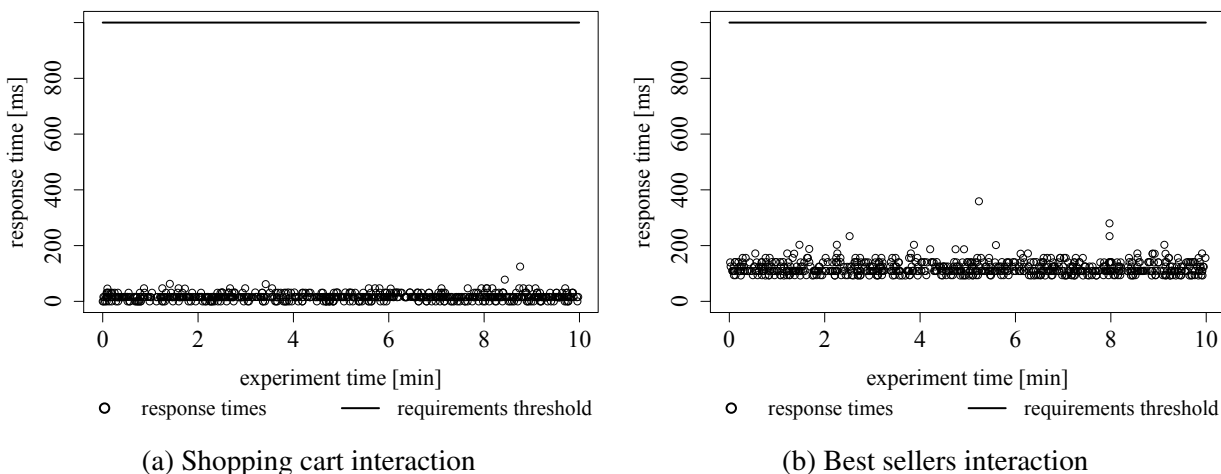 response time [ms]
800
600
400
200
0
0 2 4 6 8 10
experiment time [min]
response times requirements threshold
(a) Shopping cart interaction
response time [ms]
800
600
400
200
0
0 2 4 6 8 10
experiment time [min]
response times requirements threshold
(b) Best sellers interaction